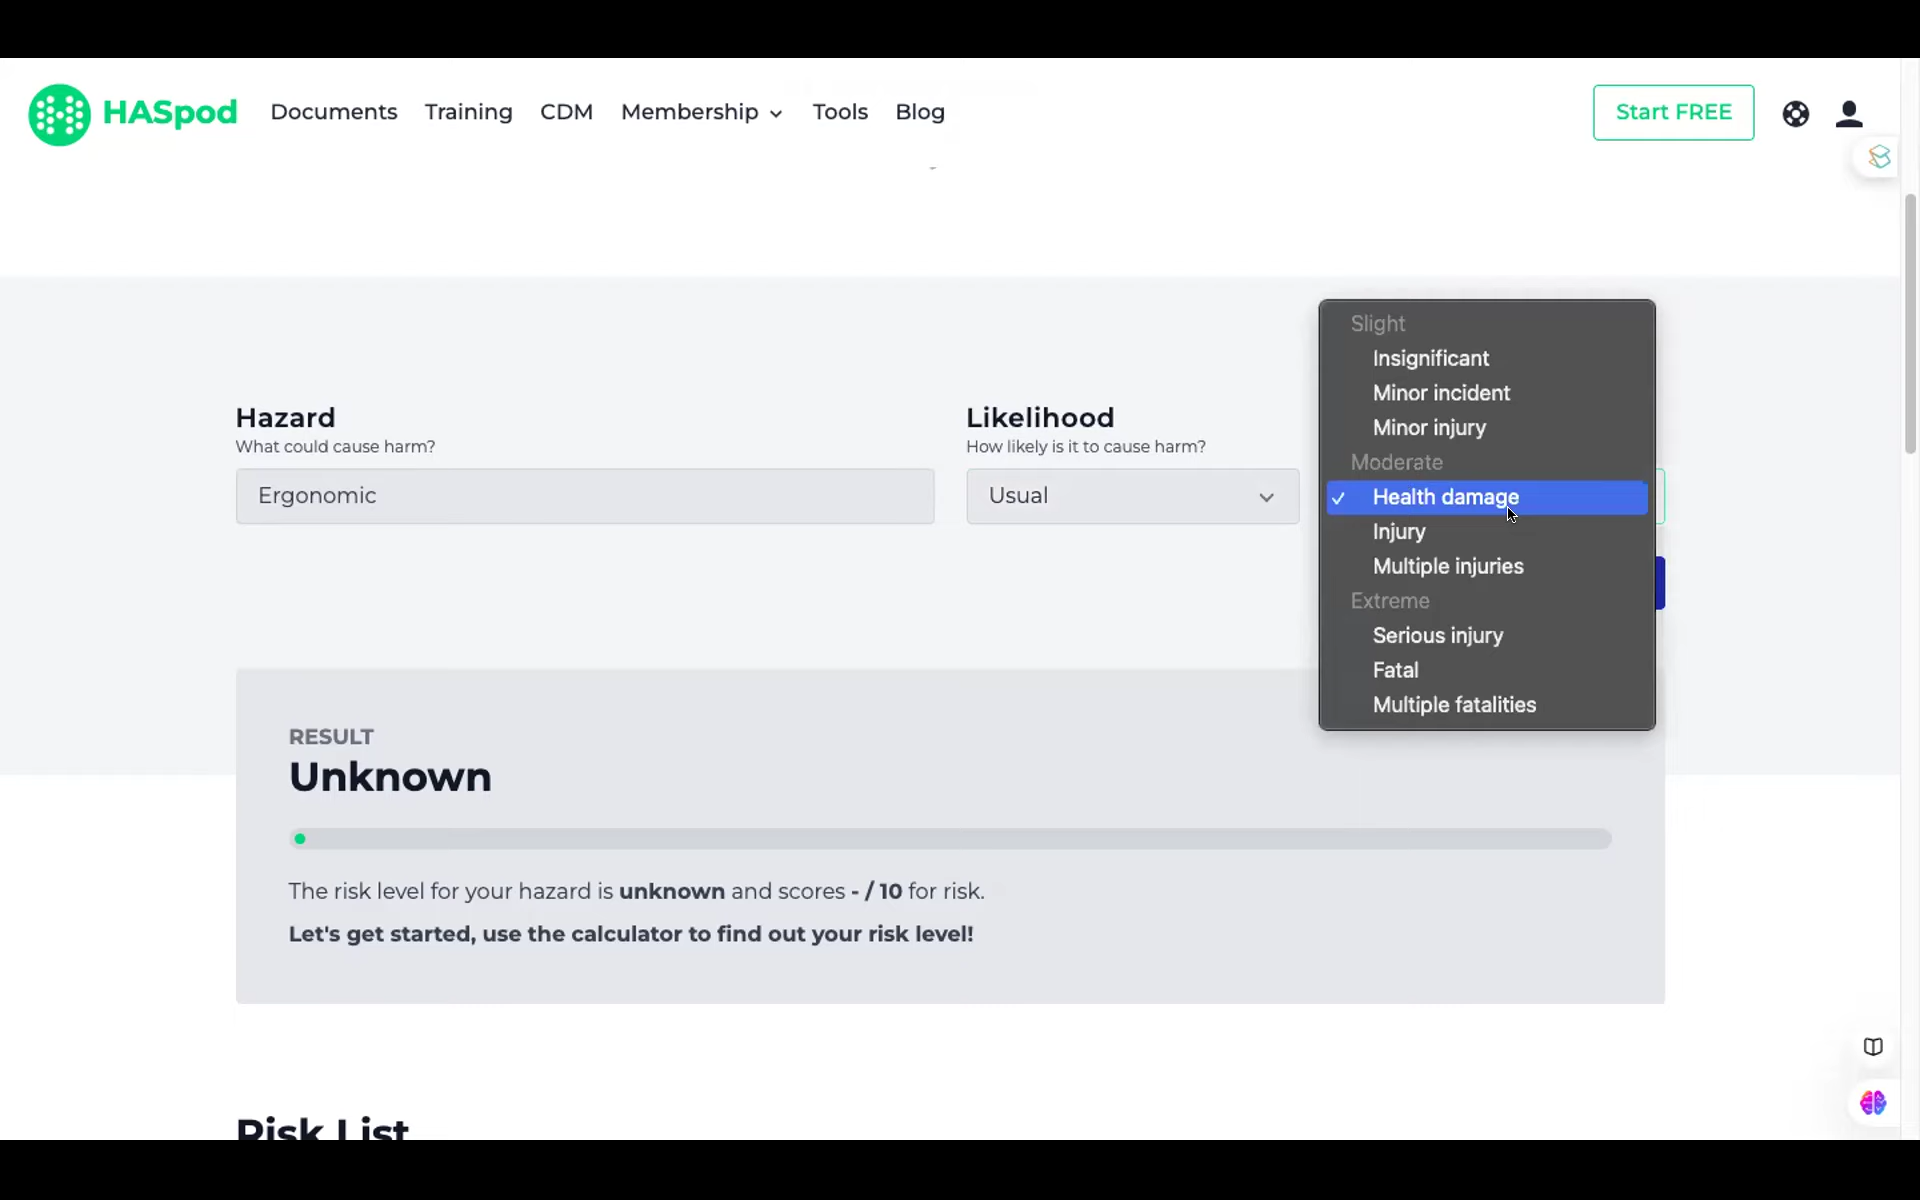 HASpod
Documents
Training
CDM
Membership
Tools
Blog
Start FREE
Hazard
What could cause harm?
Ergonomic
Likelihood
How likely is it to cause harm?
Usual
Slight
Insignificant
Minor incident
Minor injury
Moderate
✓ Health damage
Injury
Multiple injuries
Extreme
Serious injury
Fatal
Multiple fatalities
RESULT
Unknown
The risk level for your hazard is unknown and scores - / 10 for risk.
Let's get started, use the calculator to find out your risk level!
Risk List